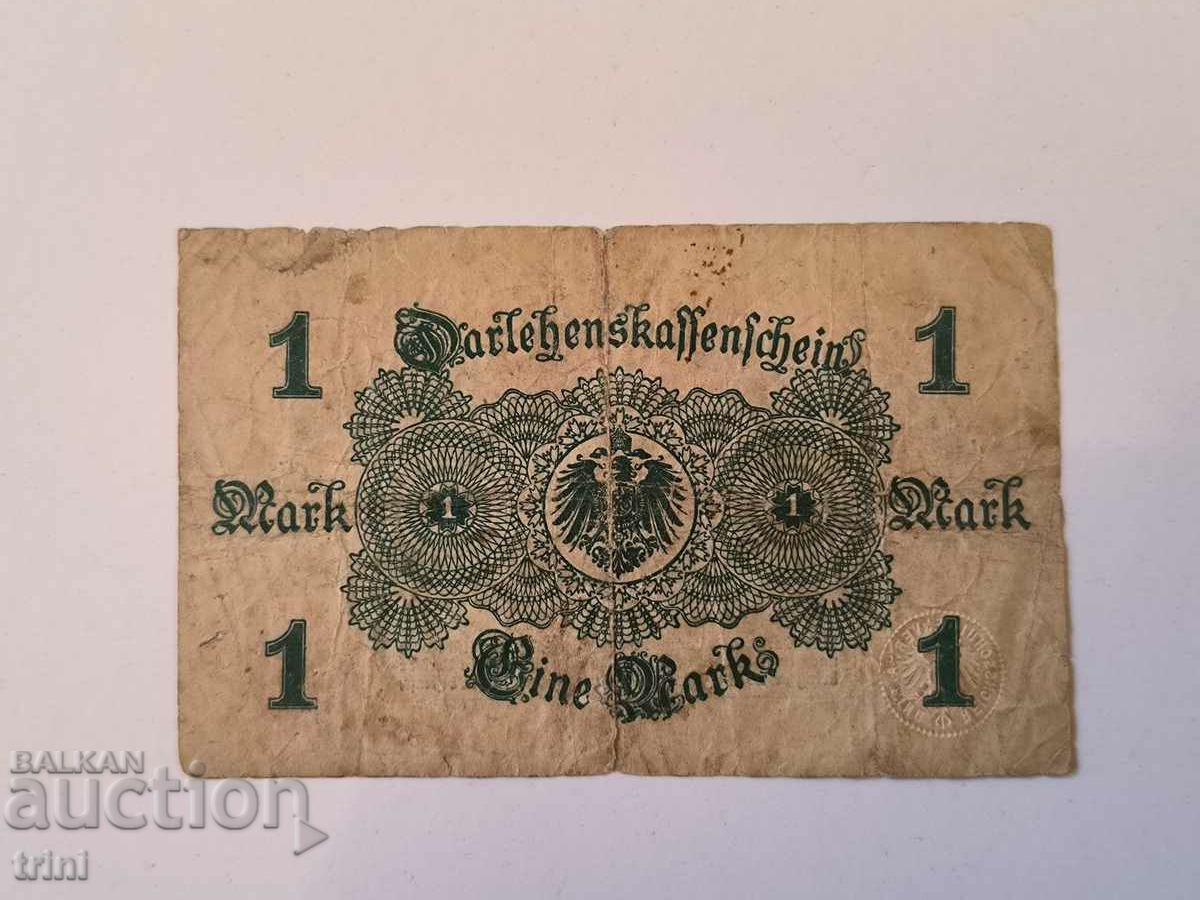 Darlehenskassenschein
1 1
Mark 1 1 Mark
1 1
Eine Mark
BALKAN
auction
trini